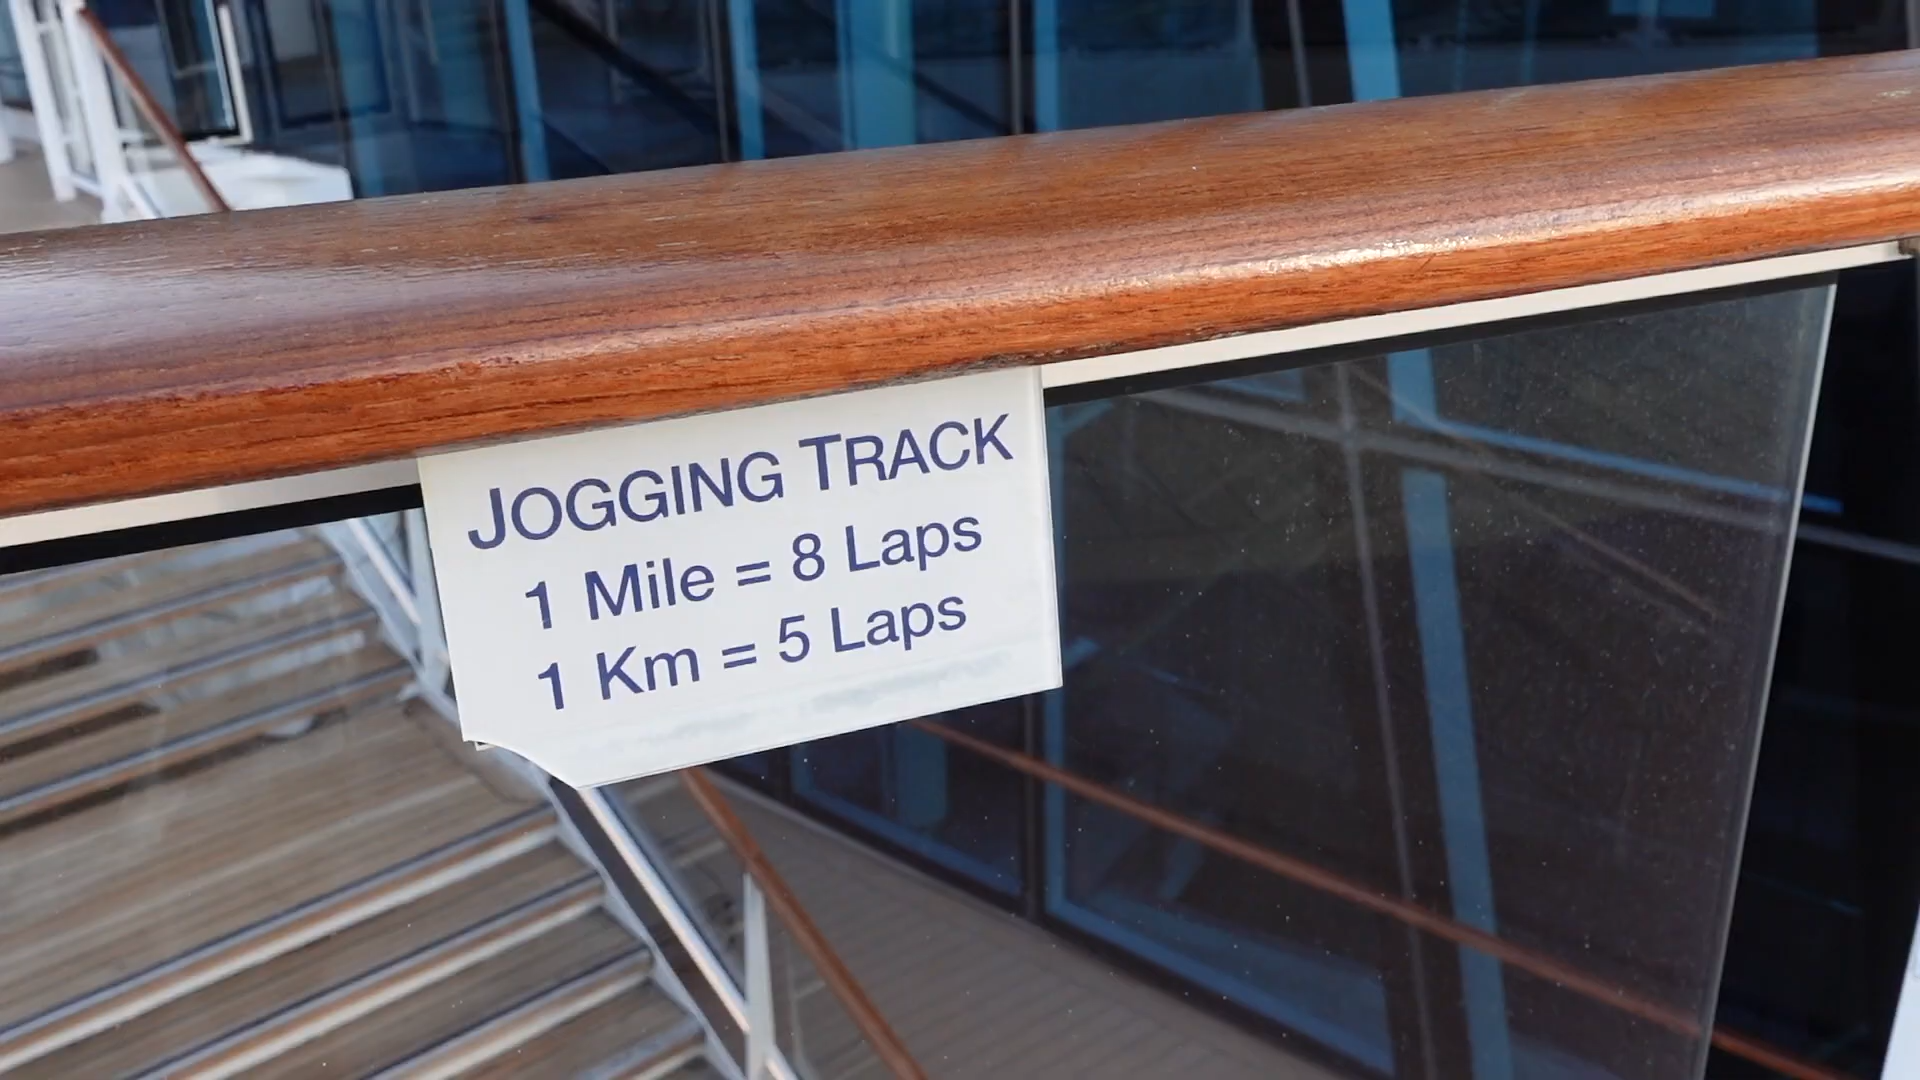 JOGGING TRACK
1 Mile = 8 Laps
1 Km = 5 Laps